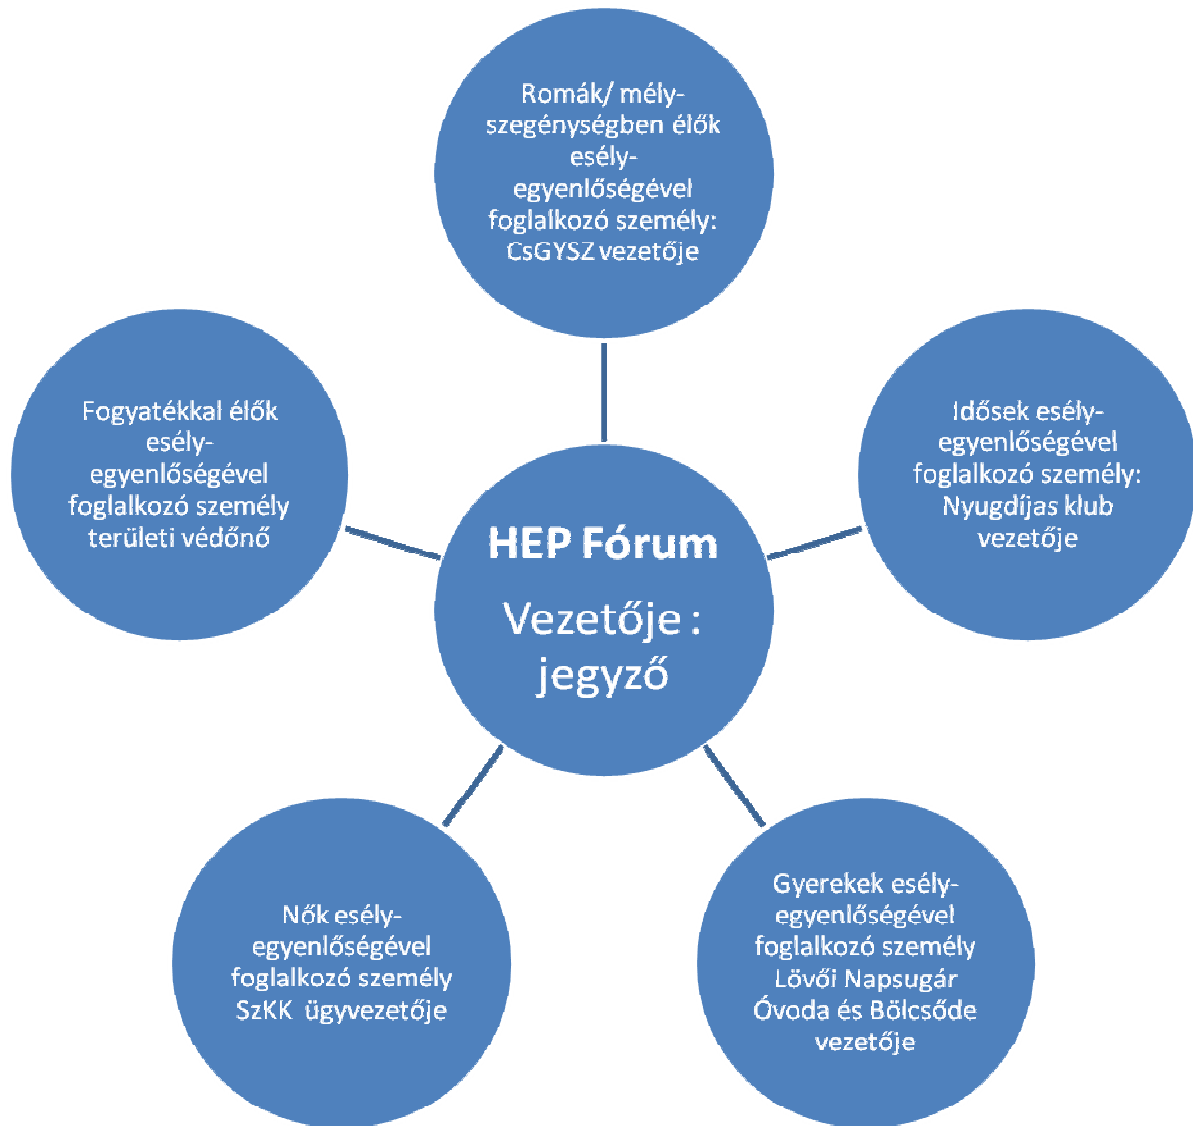 Romák/ mély-
szegénységben élők
esély-
egyenlőségével
foglalkozó személy:
CsGYSZ vezetője
Fogyatékkal élők
esély-
egyenlőségével
foglalkozó személy
területi védőnő
Idősek esély-
egyenlőségével
foglalkozó személy:
Nyugdíjas klub
vezetője
HEP Fórum
Vezetője :
jegyző
Nők esély-
egyenlőségével
foglalkozó személy
SzKK ügyvezetője
Gyerekek esély-
egyenlőségével
foglalkozó személy
Lövői Napsugár
Óvoda és Bölcsőde
vezetője